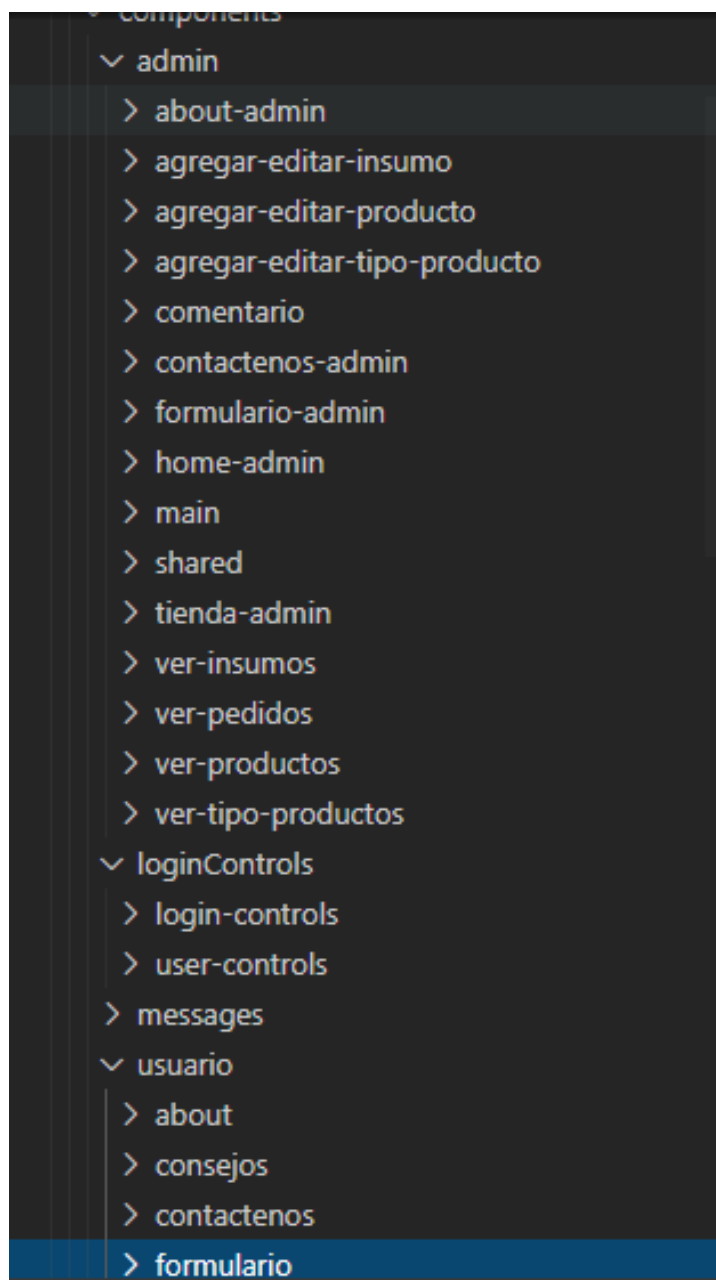 components
admin
about-admin
agregar-editar-insumo
agregar-editar-producto
agregar-editar-tipo-producto
comentario
contactenos-admin
formulario-admin
home-admin
main
shared
tienda-admin
ver-insumos
ver-pedidos
ver-productos
ver-tipo-productos
loginControls
login-controls
user-controls
messages
usuario
about
consejos
contactenos
formulario